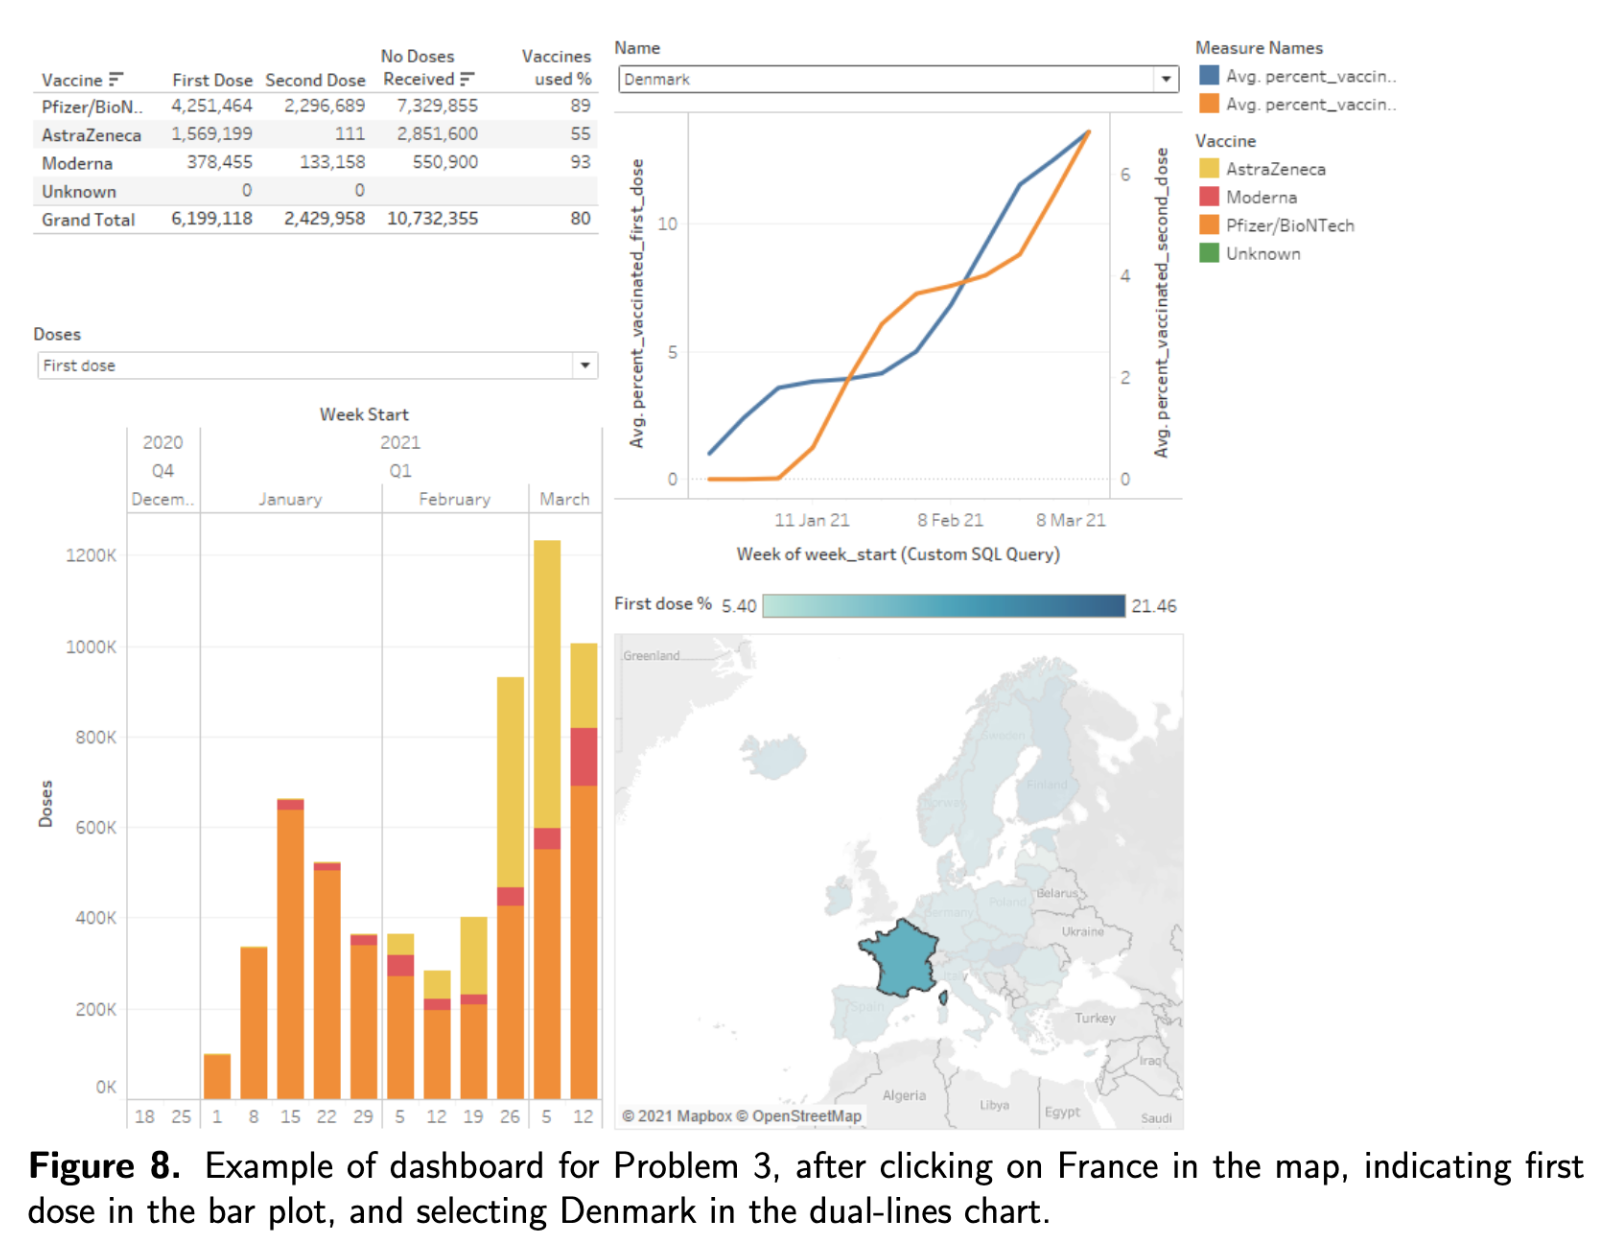 Vaccine First Dose Second Dose No Doses Received Vaccines used %
Pfizer/BioN.. 4,251,464 2,296,689 7,329,855 89
AstraZeneca 1,569,199 111 2,851,600 55
Moderna 378,455 133,158 550,900 93
Unknown 0 0
Grand Total 6,199,118 2,429,958 10,732,355 80
Doses
First dose
Week Start
2020 2021
Q4 Q1
Decem.. January February March
Doses
1200K
1000K
800K
600K
400K
200K
0K
18 25 1 8 15 22 29 5 12 19 26 5 12
Name
Denmark
Avg. percent_vaccinated_first_dose
10
5
0
Avg. percent_vaccinated_second_dose
6
4
2
0
11 Jan 21 8 Feb 21 8 Mar 21
Week of week_start (Custom SQL Query)
First dose % 5.40 21.46
Greenland
Sweden
Finland
Norway
Belarus
Poland
Germany
Ukraine
Spain
Turkey
Iraq
Algeria
Libya
Egypt
Saudi
© 2021 Mapbox © OpenStreetMap
Measure Names
Avg. percent_vaccin..
Avg. percent_vaccin..
Vaccine
AstraZeneca
Moderna
Pfizer/BioNTech
Unknown
Figure 8. Example of dashboard for Problem 3, after clicking on France in the map, indicating first
dose in the bar plot, and selecting Denmark in the dual-lines chart.